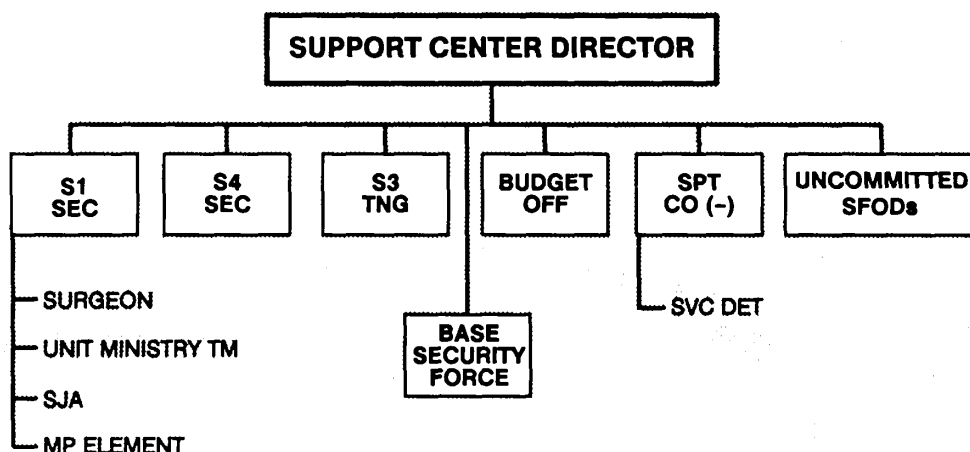 SUPPORT CENTER DIRECTOR
S1
SEC
S4
SEC
S3
TNG
BUDGET
OFF
SPT
CO (–)
UNCOMMITTED
SFODs
SURGEON
UNIT MINISTRY TM
SJA
MP ELEMENT
BASE
SECURITY
FORCE
SVC DET